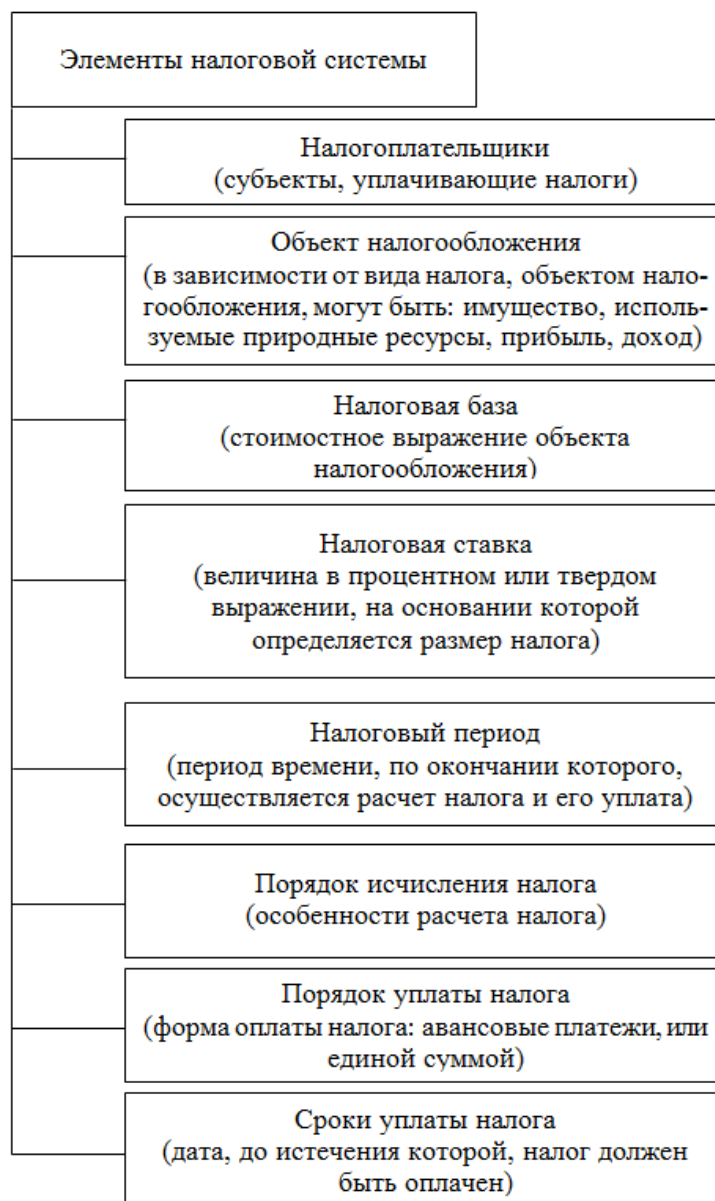 Элементы налоговой системы
Налогоплательщики
(субъекты, уплачивающие налоги)
Объект налогообложения
(в зависимости от вида налога, объектом нало-
гообложения, могут быть: имущество, исполь-
зуемые природные ресурсы, прибыль, доход)
Налоговая база
(стоимостное выражение объекта
налогообложения)
Налоговая ставка
(величина в процентном или твердом
выражении, на основании которой
определяется размер налога)
Налоговый период
(период времени, по окончании которого,
осуществляется расчет налога и его уплата)
Порядок исчисления налога
(особенности расчета налога)
Порядок уплаты налога
(форма оплаты налога: авансовые платежи, или
единой суммой)
Сроки уплаты налога
(дата, до истечения которой, налог должен
быть оплачен)